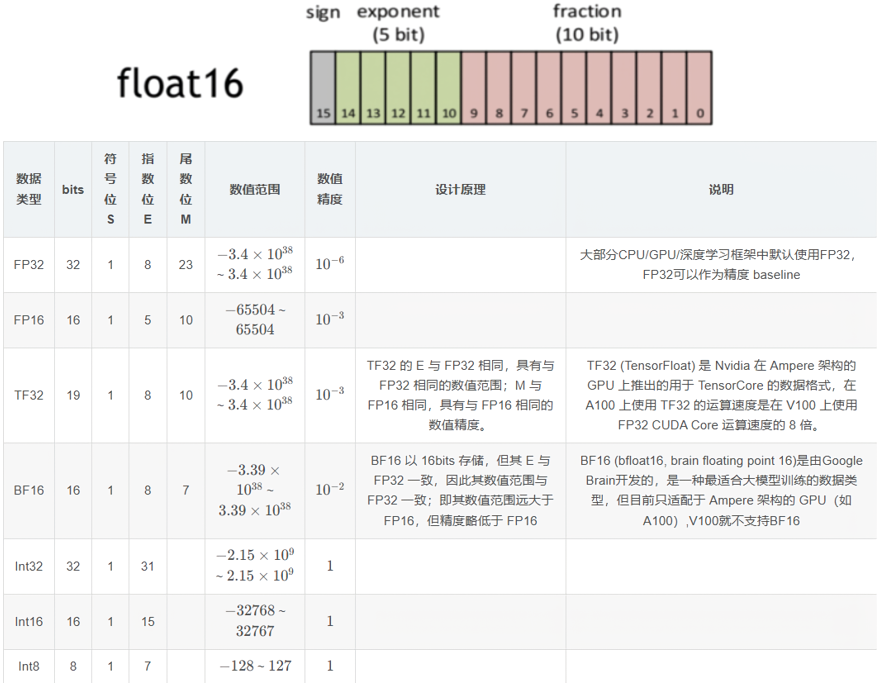 sign exponent fraction
(5 bit) (10 bit)
float16
15 14 13 12 11 10 9 8 7 6 5 4 3 2 1 0
数据类型 bits 符号位S 指数位E 尾数位M 数值范围 数值精度 设计原理 说明
FP32 32 1 8 23 −3.4 × 10^38 ~ 3.4 × 10^38 10^−6 大部分CPU/GPU/深度学习框架中默认使用FP32，FP32可以作为精度 baseline
FP16 16 1 5 10 −65504 ~ 65504 10^−3
TF32 19 1 8 10 −3.4 × 10^38 ~ 3.4 × 10^38 10^−3 TF32 的 E 与 FP32 相同，具有与 FP32 相同的数值范围；M 与 FP16 相同，具有与 FP16 相同的数值精度。 TF32 (TensorFloat) 是 Nvidia 在 Ampere 架构的 GPU 上推出的用于 TensorCore 的数据格式，在 A100 上使用 TF32 的运算速度是在 V100 上使用 FP32 CUDA Core 运算速度的 8 倍。
BF16 16 1 8 7 −3.39 × 10^38 ~ 3.39 × 10^38 10^−2 BF16 以 16bits 存储，但其 E 与 FP32 一致，因此其数值范围与 FP32 一致；即其数值范围远大于 FP16，但精度略低于 FP16 BF16 (bfloat16, brain floating point 16)是由Google Brain开发的，是一种最适合大模型训练的数据类型，但目前只适配于 Ampere 架构的 GPU（如 A100）,V100就不支持BF16
Int32 32 1 31 −2.15 × 10^9 ~ 2.15 × 10^9 1
Int16 16 1 15 −32768 ~ 32767 1
Int8 8 1 7 −128 ~ 127 1